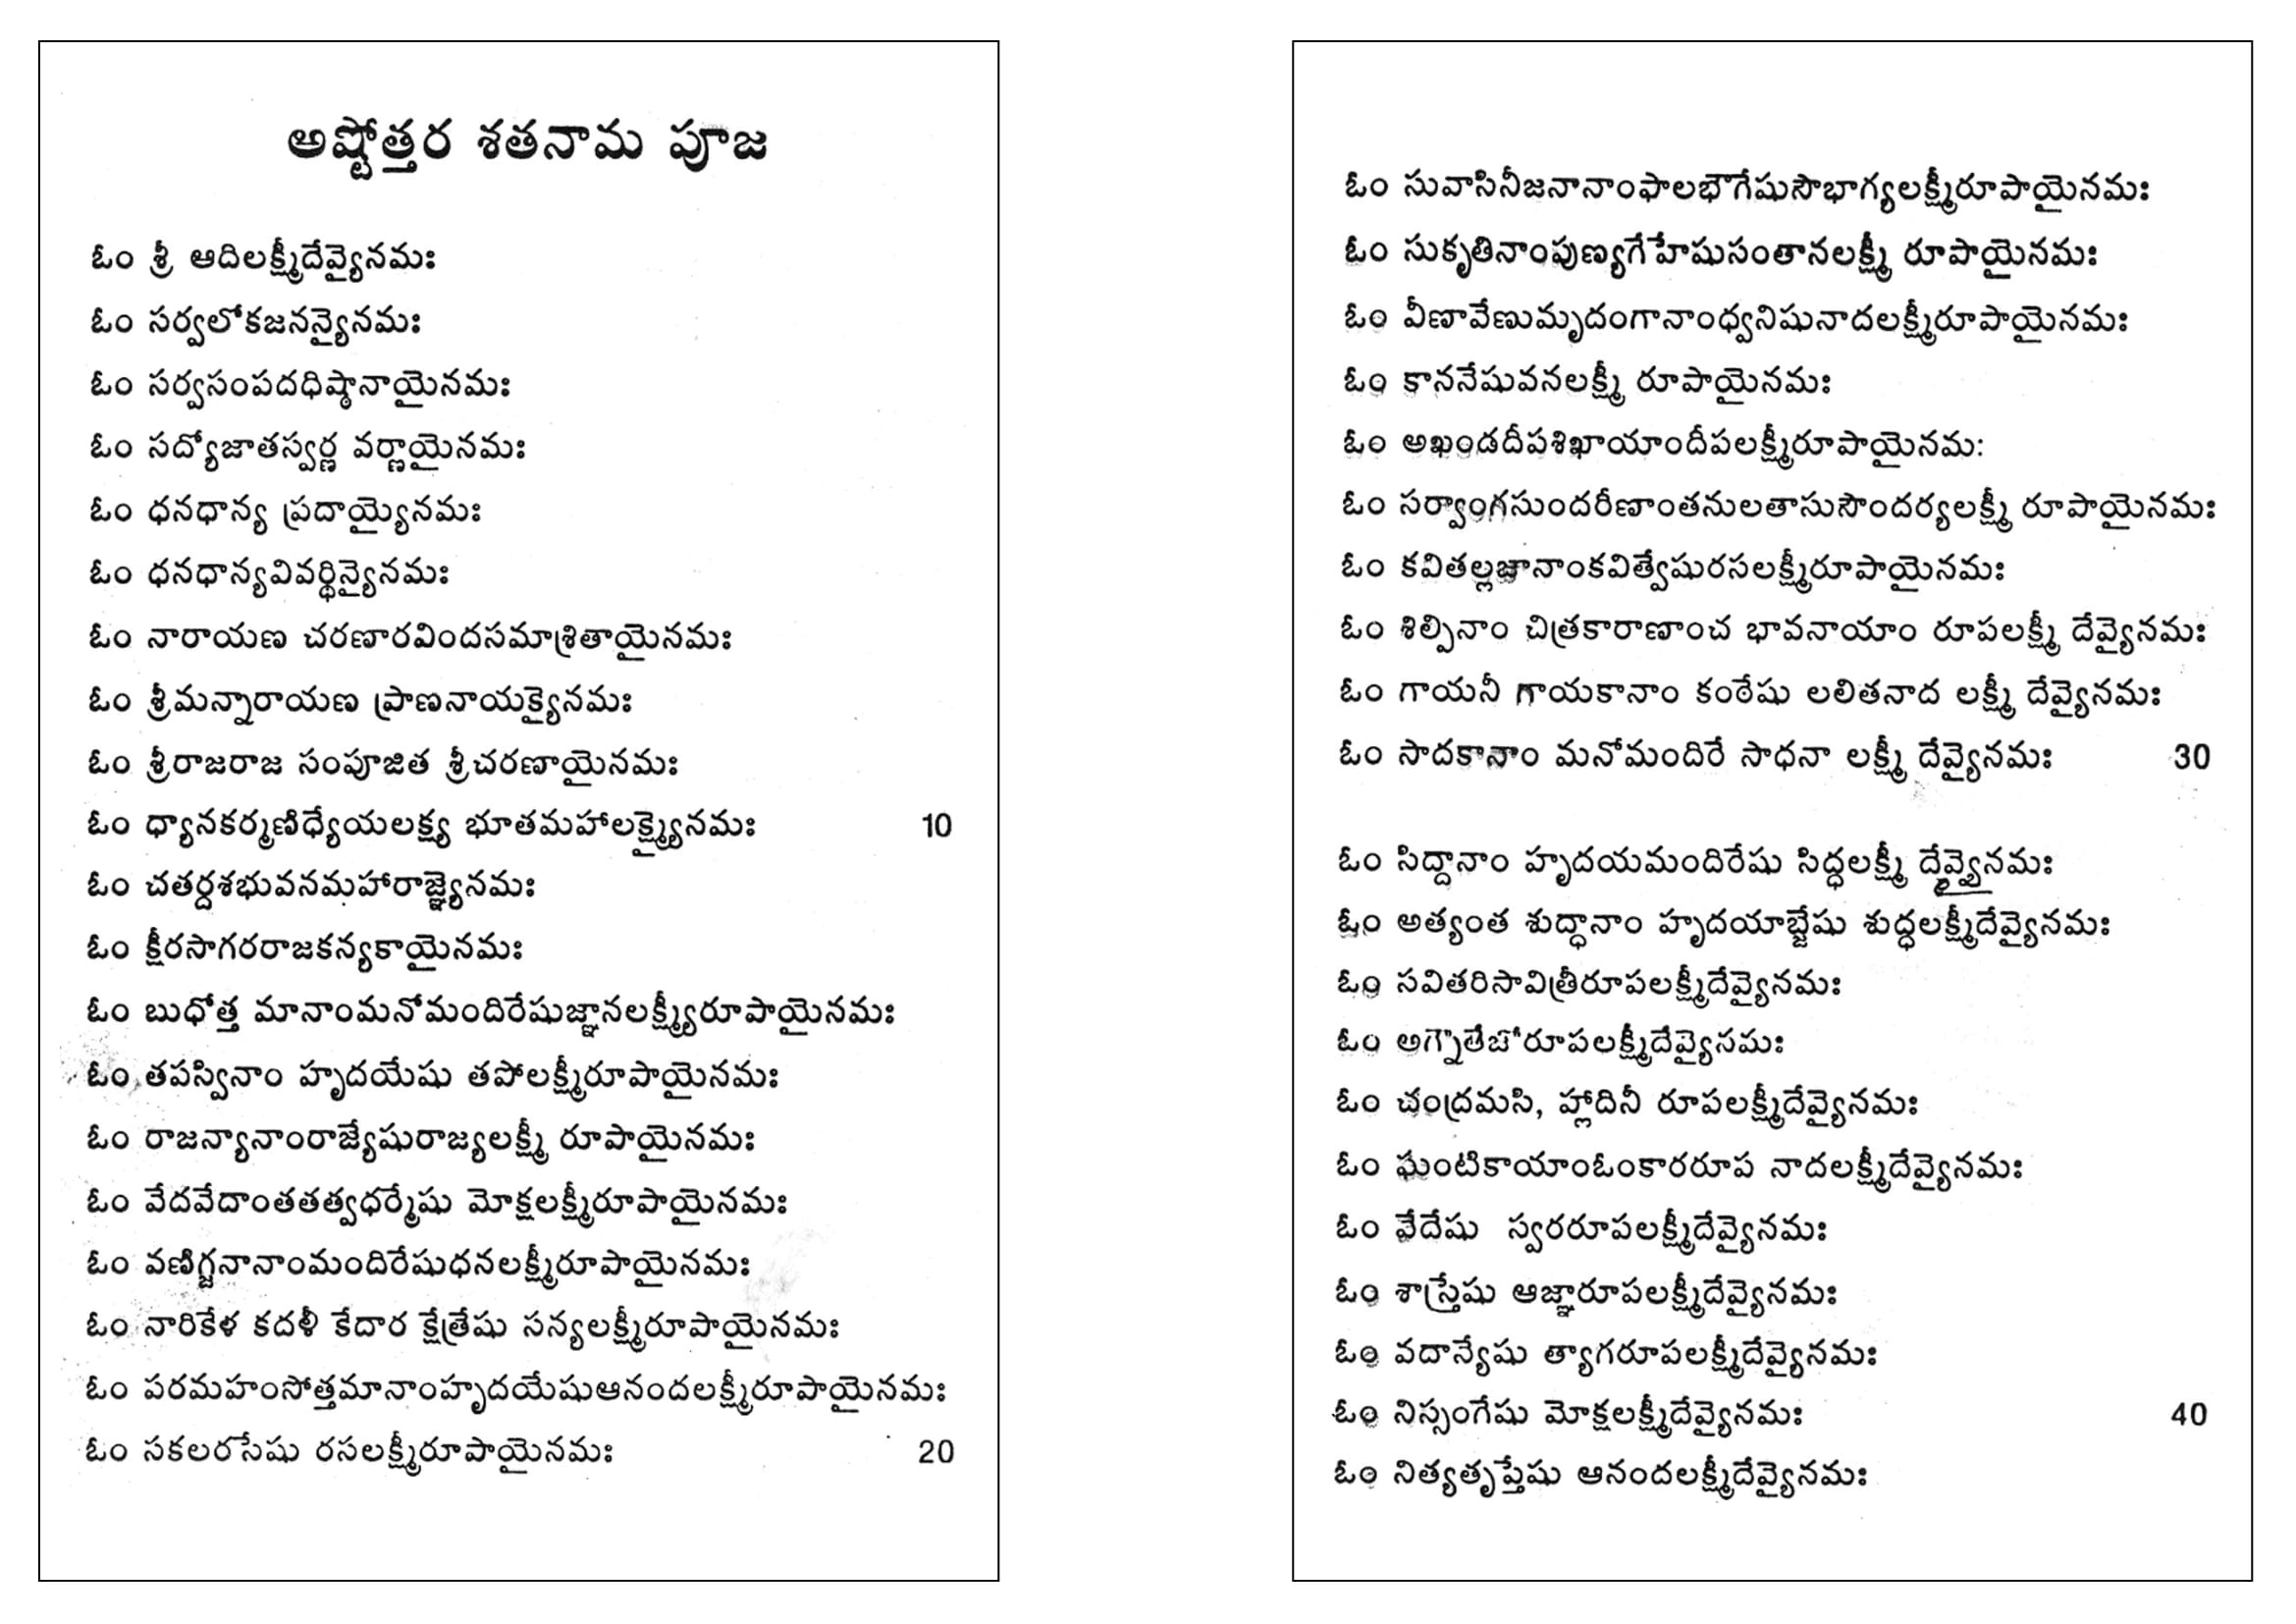 అష్టోత్తర శతనామ పూజ
ఓం శ్రీ ఆదిలక్ష్మీదేవ్యైనమః
ఓం సర్వలోకజనన్యైనమః
ఓం సర్వసంపదధిష్ఠానాయైనమః
ఓం సద్యోజాతస్వర్ణ వర్ణాయైనమః
ఓం ధనధాన్య ప్రదాయ్యైనమః
ఓం ధనధాన్యవివర్థిన్యైనమః
ఓం నారాయణ చరణారవిందసమాశ్రితాయైనమః
ఓం శ్రీమన్నారాయణ ప్రాణనాయక్యైనమః
ఓం శ్రీరాజరాజ సంపూజిత శ్రీచరణాయైనమః
ఓం ధ్యానకర్మణిధ్యేయలక్ష్య భూతమహాలక్ష్మ్యైనమః 10
ఓం చతర్దశభువనమహారాజ్ఞ్యైనమః
ఓం క్షీరసాగరరాజకన్యకాయైనమః
ఓం బుధోత్త మానాంమనోమందిరేషుజ్ఞానలక్ష్మ్యీరూపాయైనమః
ఓం తపస్వినాం హృదయేషు తపోలక్ష్మీరూపాయైనమః
ఓం రాజన్యానాంరాజ్యేషురాజ్యలక్ష్మీ రూపాయైనమః
ఓం వేదవేదాంతతత్వధర్మేషు మోక్షలక్ష్మీరూపాయైనమః
ఓం వణిగ్జనానాంమందిరేషుధనలక్ష్మీరూపాయైనమః
ఓం నారికేళ కదళీ కేదార క్షేత్రేషు సన్యలక్ష్మీరూపాయైనమః
ఓం పరమహంసోత్తమానాంహృదయేషుఆనందలక్ష్మీరూపాయైనమః
ఓం సకలరసేషు రసలక్ష్మీరూపాయైనమః 20
ఓం సువాసినీజనానాంఫాలభాగేషుసౌభాగ్యలక్ష్మీరూపాయైనమః
ఓం సుకృతినాంపుణ్యగేహేషుసంతానలక్ష్మీ రూపాయైనమః
ఓం వీణావేణుమృదంగానాంధ్వనిషునాదలక్ష్మీరూపాయైనమః
ఓం కాననేషువనలక్ష్మీ రూపాయైనమః
ఓం అఖండదీపశిఖాయాందీపలక్ష్మీరూపాయైనమః
ఓం సర్వాంగసుందరీణాంతనులతాసుసౌందర్యలక్ష్మీ రూపాయైనమః
ఓం కవితల్లజానాంకవిత్వేషురసలక్ష్మీరూపాయైనమః
ఓం శిల్పినాం చిత్రకారాణాంచ భావనాయాం రూపలక్ష్మీ దేవ్యైనమః
ఓం గాయనీ గాయకానాం కంఠేషు లలితనాద లక్ష్మీ దేవ్యైనమః
ఓం సాదకానాం మనోమందిరే సాధనా లక్ష్మీ దేవ్యైనమః 30
ఓం సిద్దానాం హృదయమందిరేషు సిద్ధలక్ష్మీ దేవ్యైనమః
ఓం అత్యంత శుద్ధానాం హృదయాబ్జేషు శుద్ధలక్ష్మీదేవ్యైనమః
ఓం సవితరిసావిత్రీరూపలక్ష్మీదేవ్యైనమః
ఓం అగ్నౌతేజోరూపలక్ష్మీదేవ్యైనమః
ఓం చంద్రమసి, హ్లాదినీ రూపలక్ష్మీదేవ్యైనమః
ఓం ఘంటికాయాంఓంకారరూప నాదలక్ష్మీదేవ్యైనమః
ఓం వేదేషు స్వరరూపలక్ష్మీదేవ్యైనమః
ఓం శాస్త్రేషు ఆజ్ఞారూపలక్ష్మీదేవ్యైనమః
ఓం వదాన్యేషు త్యాగరూపలక్ష్మీదేవ్యైనమః
ఓం నిస్సంగేషు మోక్షలక్ష్మీదేవ్యైనమః 40
ఓం నిత్యతృప్తేషు ఆనందలక్ష్మీదేవ్యైనమః